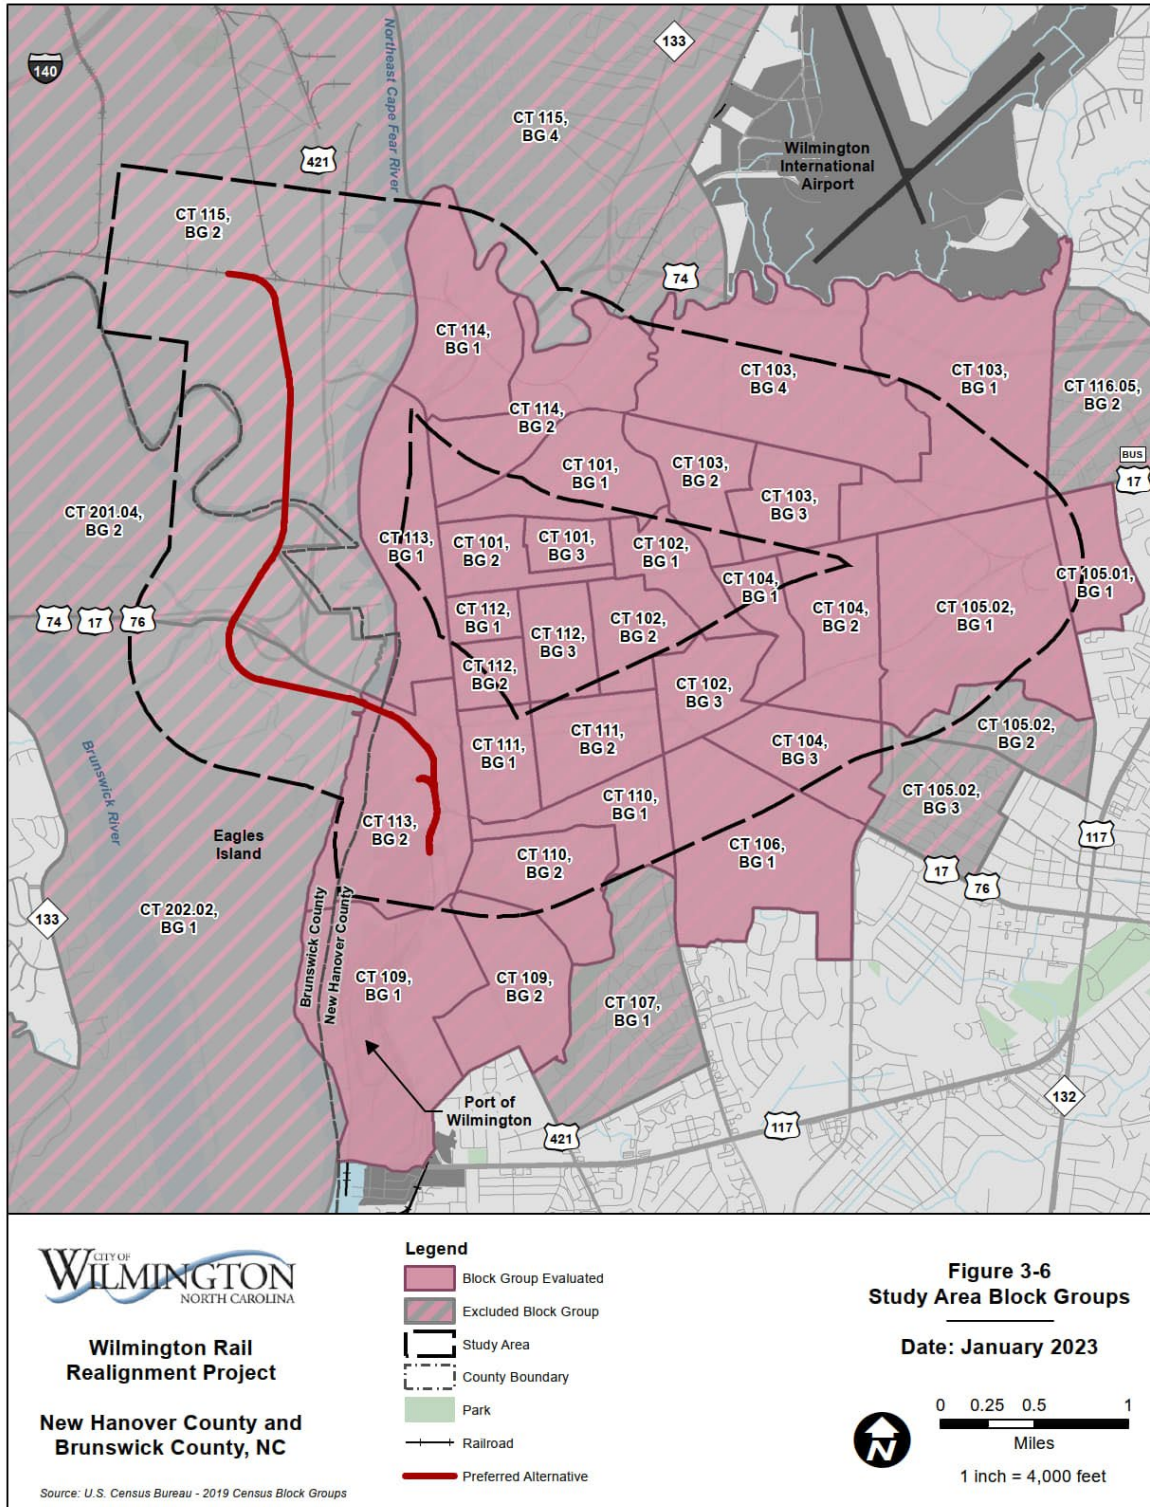 133
140
Northeast Cape Fear River
CT 115,
BG 4
Wilmington
International
Airport
421
CT 115,
BG 2
74
CT 114,
BG 1
CT 103,
BG 4
CT 103,
BG 1
CT 116.05,
BG 2
CT 114,
BG 2
BUS
17
CT 101,
BG 1
CT 103,
BG 2
CT 103,
BG 3
CT 201.04,
BG 2
CT 113,
BG 1
CT 101,
BG 2
CT 101,
BG 3
CT 102,
BG 1
CT 104,
BG 1
CT 105.01,
BG 1
74
17
76
CT 112,
BG 1
CT 112,
BG 3
CT 102,
BG 2
CT 104,
BG 2
CT 105.02,
BG 1
CT 112,
BG 2
CT 102,
BG 3
CT 111,
BG 1
CT 111,
BG 2
CT 104,
BG 3
CT 105.02,
BG 2
Brunswick River
CT 105.02,
BG 3
CT 110,
BG 1
Eagles
Island
CT 113,
BG 2
CT 110,
BG 2
CT 106,
BG 1
117
17
76
133
CT 202.02,
BG 1
Brunswick County
New Hanover County
CT 109,
BG 1
CT 109,
BG 2
CT 107,
BG 1
Port of
Wilmington
421
117
132
CITY OF
WILMINGTON
NORTH CAROLINA
Wilmington Rail
Realignment Project
New Hanover County and
Brunswick County, NC
Source: U.S. Census Bureau - 2019 Census Block Groups
Legend
Block Group Evaluated
Excluded Block Group
Study Area
County Boundary
Park
Railroad
Preferred Alternative
Figure 3-6
Study Area Block Groups
Date: January 2023
N
0 0.25 0.5 1
Miles
1 inch = 4,000 feet